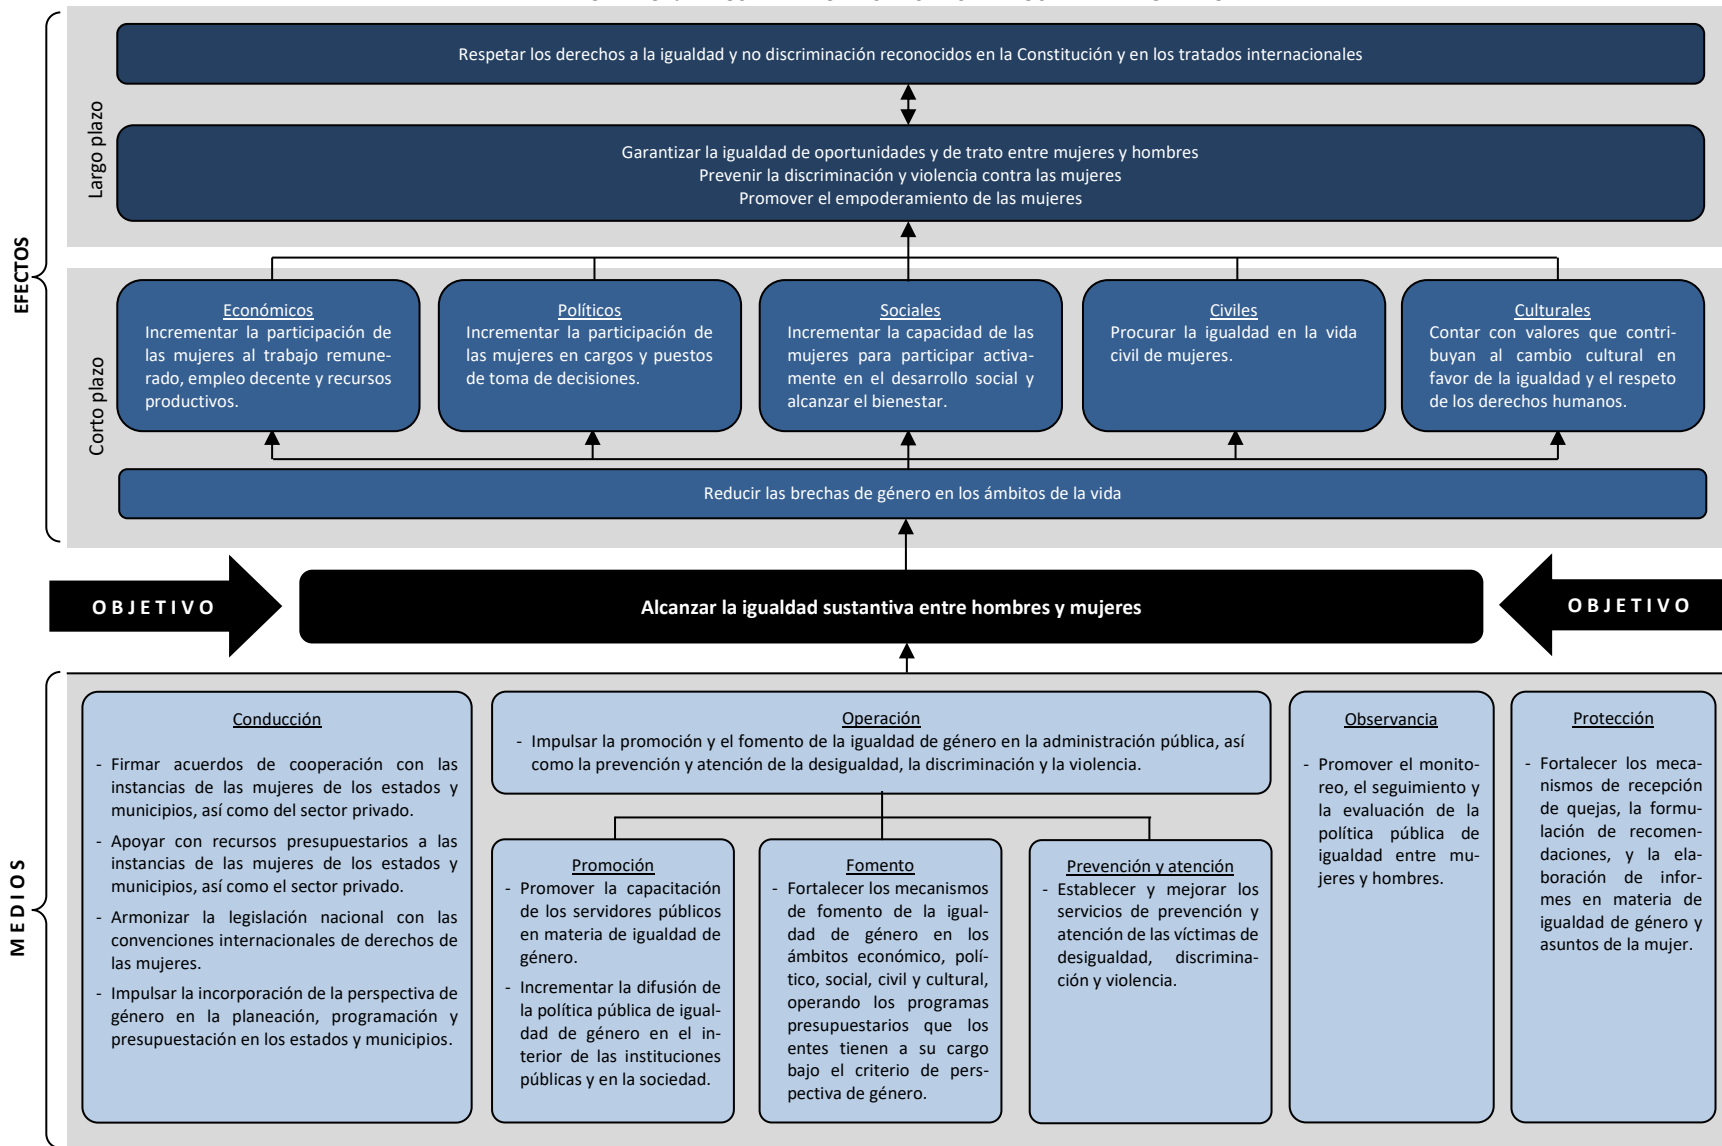 Respetar los derechos a la igualdad y no discriminación reconocidos en la Constitución y en los tratados internacionales
Largo plazo
Garantizar la igualdad de oportunidades y de trato entre mujeres y hombres
Prevenir la discriminación y violencia contra las mujeres
Promover el empoderamiento de las mujeres
EFECTOS
Corto plazo
Económicos
Incrementar la participación de
las mujeres al trabajo remune-
rado, empleo decente y recursos
productivos.
Políticos
Incrementar la participación de
las mujeres en cargos y puestos
de toma de decisiones.
Sociales
Incrementar la capacidad de las
mujeres para participar activa-
mente en el desarrollo social y
alcanzar el bienestar.
Civiles
Procurar la igualdad en la vida
civil de mujeres.
Culturales
Contar con valores que contri-
buyan al cambio cultural en
favor de la igualdad y el respeto
de los derechos humanos.
Reducir las brechas de género en los ámbitos de la vida
OBJETIVO
Alcanzar la igualdad sustantiva entre hombres y mujeres
OBJETIVO
MEDIOS
Conducción
- Firmar acuerdos de cooperación con las
instancias de las mujeres de los estados y
municipios, así como del sector privado.
- Apoyar con recursos presupuestarios a las
instancias de las mujeres de los estados y
municipios, así como el sector privado.
- Armonizar la legislación nacional con las
convenciones internacionales de derechos de
las mujeres.
- Impulsar la incorporación de la perspectiva de
género en la planeación, programación y
presupuestación en los estados y municipios.
Operación
- Impulsar la promoción y el fomento de la igualdad de género en la administración pública, así
como la prevención y atención de la desigualdad, la discriminación y la violencia.
Promoción
- Promover la capacitación
de los servidores públicos
en materia de igualdad de
género.
- Incrementar la difusión de
la política pública de igual-
dad de género en el in-
terior de las instituciones
públicas y en la sociedad.
Fomento
- Fortalecer los mecanismos
de fomento de la igual-
dad de género en los
ámbitos económico, polí-
tico, social, civil y cultural,
operando los programas
presupuestarios que los
entes tienen a su cargo
bajo el criterio de pers-
pectiva de género.
Prevención y atención
- Establecer y mejorar los
servicios de prevención y
atención de las víctimas de
desigualdad, discrimina-
ción y violencia.
Observancia
- Promover el monito-
reo, el seguimiento y
la evaluación de la
política pública de
igualdad entre mu-
jeres y hombres.
Protección
- Fortalecer los meca-
nismos de recepción
de quejas, la formu-
lación de recomen-
daciones, y la ela-
boración de infor-
mes en materia de
igualdad de género y
asuntos de la mujer.